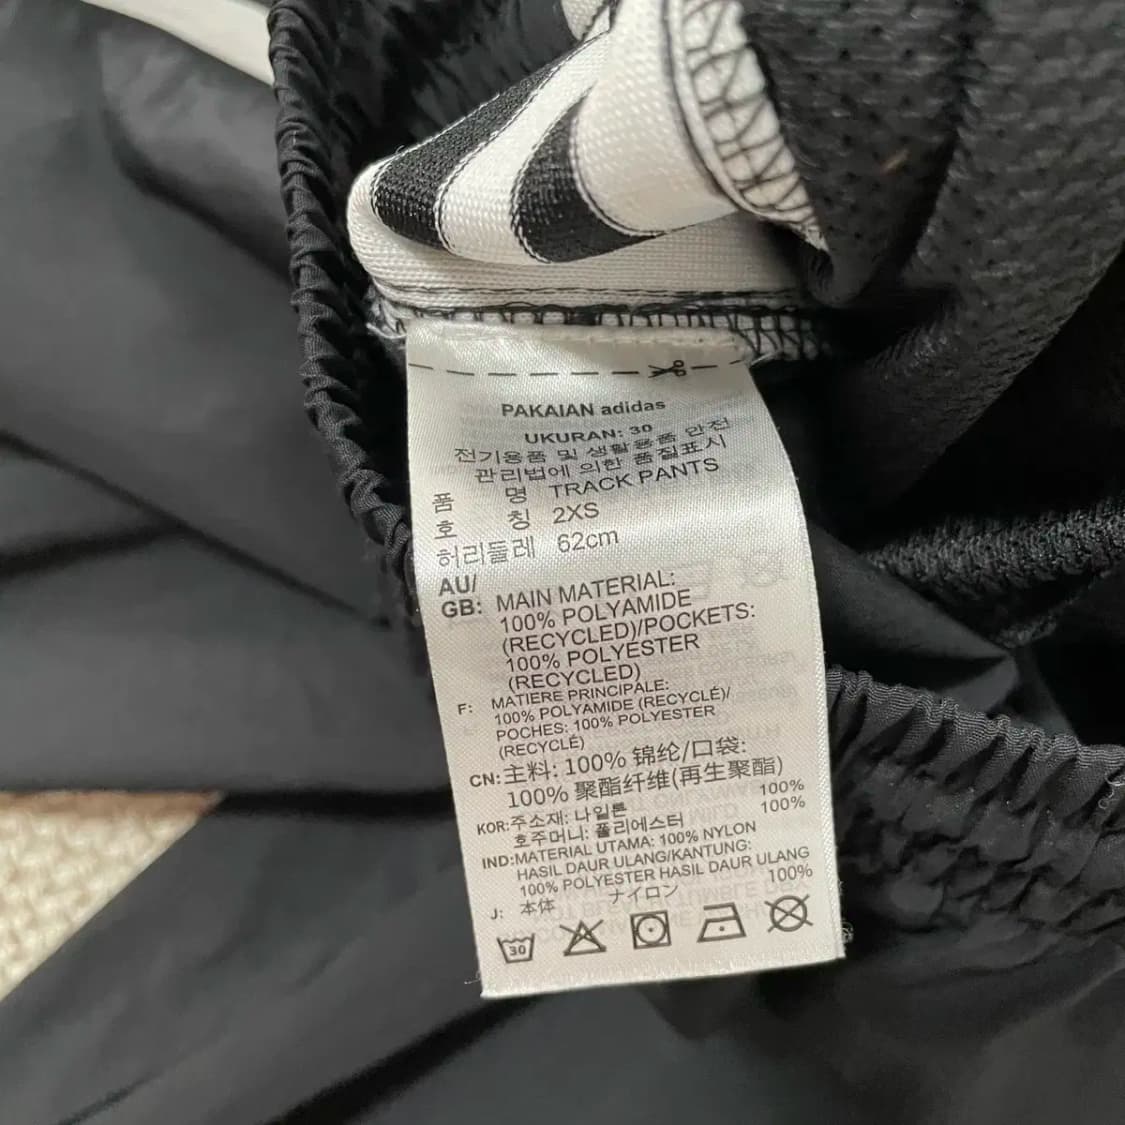 PAKAIAN adidas
UKURAN: 30
전기용품 및 생활용품 안전
관리법에 의한 품질표시
품 명 TRACK PANTS
호 칭 2XS
허리둘레 62cm
AU/
GB: MAIN MATERIAL:
100% POLYAMIDE
(RECYCLED)/POCKETS:
100% POLYESTER
(RECYCLED)
F: MATIERE PRINCIPALE:
100% POLYAMIDE (RECYCLÉ)/
POCHES: 100% POLYESTER
(RECYCLÉ)
CN: 主料: 100% 锦纶/口袋:
100% 聚酯纤维(再生聚酯)
KOR: 주소재: 나일론 100%
호주머니: 폴리에스터 100%
IND: MATERIAL UTAMA: 100% NYLON
HASIL DAUR ULANG/KANTUNG:
100% POLYESTER HASIL DAUR ULANG
J: 本体 ナイロン 100%
30